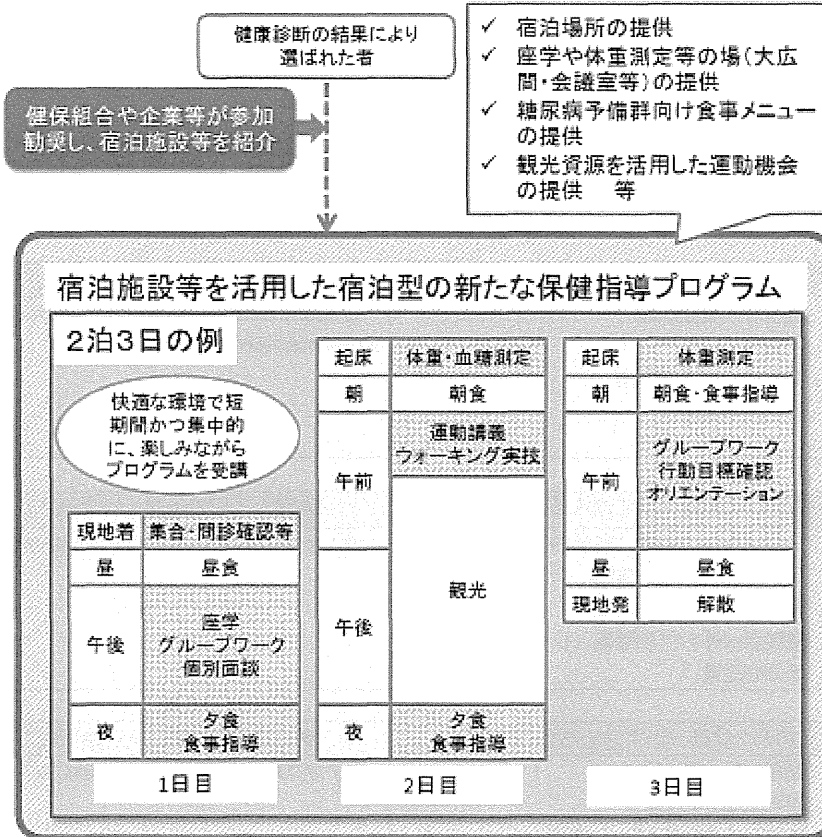 健康診断の結果により
選ばれた者
健保組合や企業等が参加
勧奨し、宿泊施設等を紹介
✓ 宿泊場所の提供
✓ 座学や体重測定等の場(大広
間・会議室等)の提供
✓ 糖尿病予備群向け食事メニュー
の提供
✓ 観光資源を活用した運動機会
の提供 等
宿泊施設等を活用した宿泊型の新たな保健指導プログラム
2泊3日の例
快適な環境で短
期間かつ集中的
に、楽しみながら
プログラムを受講
現地着 集合・問診確認等
昼 昼食
午後 座学
グループワーク
個別面談
夜 夕食
食事指導
1日目
起床 体重・血糖測定
朝 朝食
午前 運動講義
ウォーキング実技
観光
午後
夜 夕食
食事指導
2日目
起床 体重測定
朝 朝食・食事指導
午前 グループワーク
行動目標確認
オリエンテーション
昼 昼食
現地発 解散
3日目